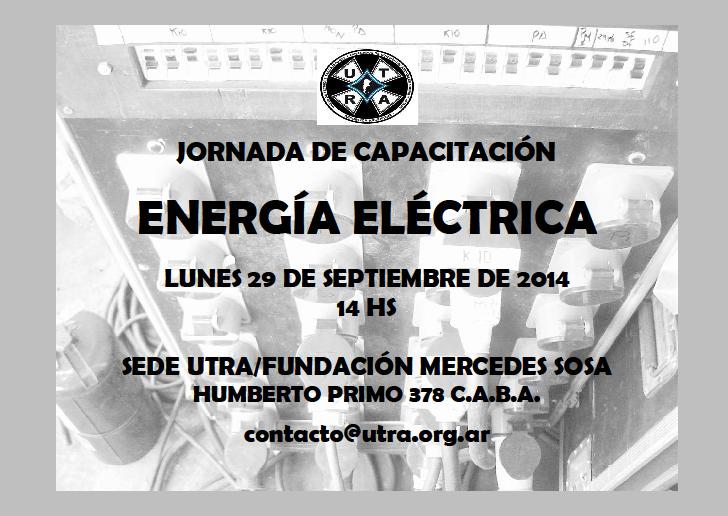 U T
R A
JORNADA DE CAPACITACIÓN
ENERGÍA ELÉCTRICA
LUNES 29 DE SEPTIEMBRE DE 2014
14 HS
SEDE UTRA/FUNDACIÓN MERCEDES SOSA
HUMBERTO PRIMO 378 C.A.B.A.
contacto@utra.org.ar